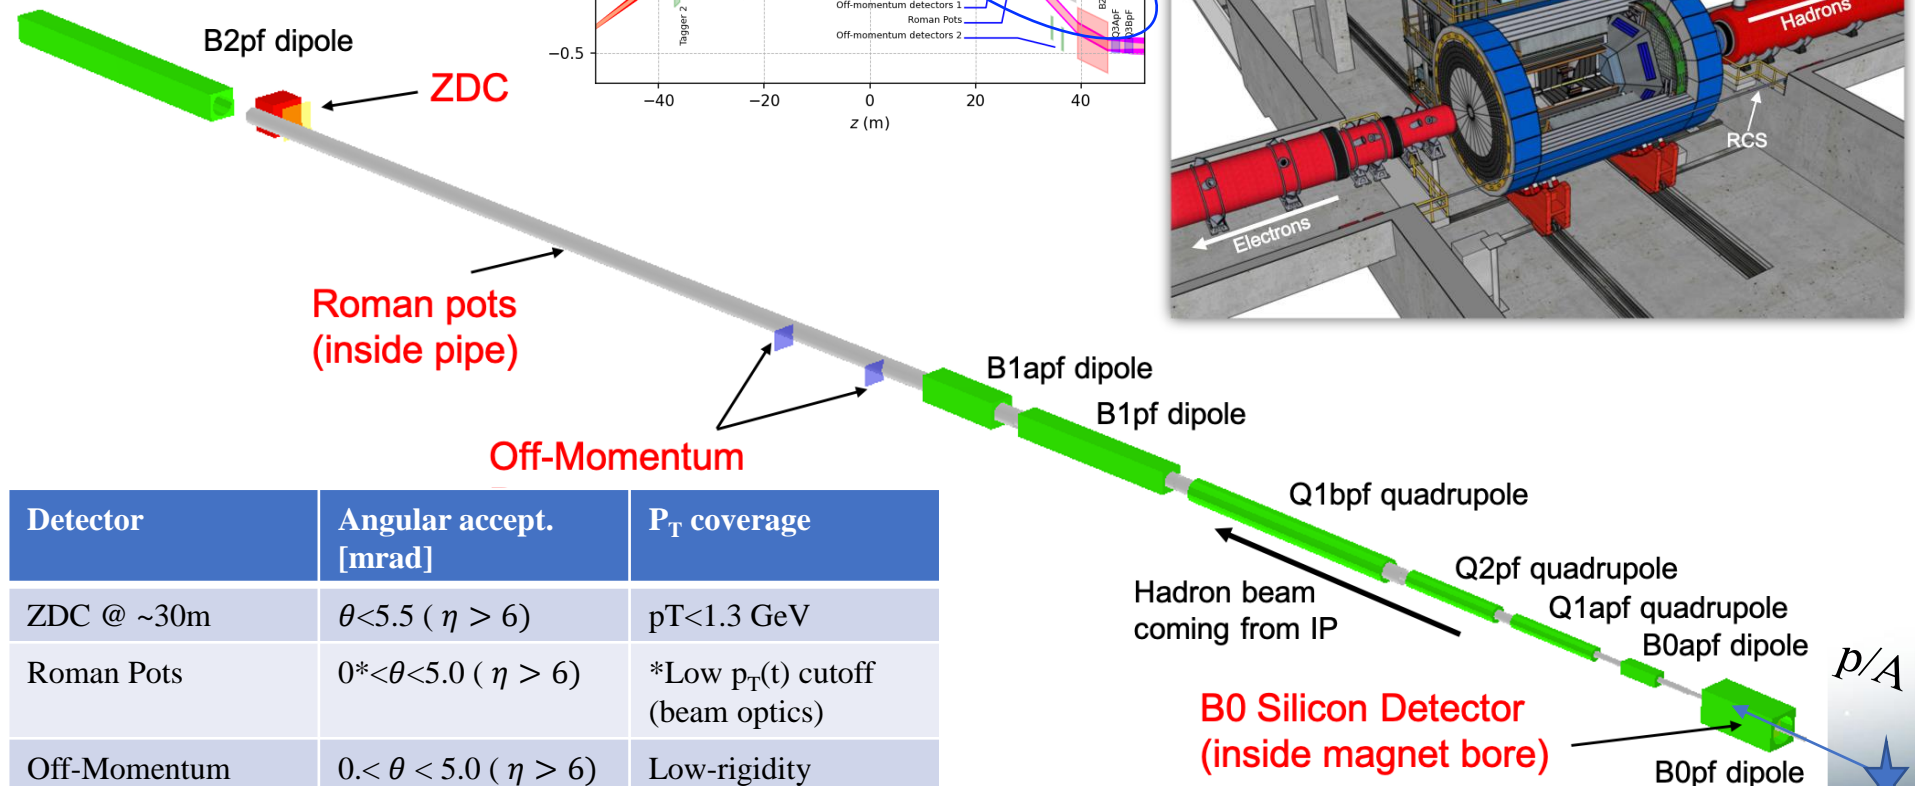 B2pf dipole
ZDC
Tagger 2
Off-momentum detectors 1
Roman Pots
Off-momentum detectors 2
Q3ApF
Q3BpF
−0.5
−40
−20
0
20
40
z (m)
Hadrons
RCS
Electrons
Roman pots
(inside pipe)
Off-Momentum
B1apf dipole
B1pf dipole
Q1bpf quadrupole
Q2pf quadrupole
Q1apf quadrupole
B0apf dipole
p/A
Hadron beam
coming from IP
B0 Silicon Detector
(inside magnet bore)
B0pf dipole
Detector
Angular accept.
[mrad]
PT coverage
ZDC @ ~30m
θ<5.5 ( η > 6)
pT<1.3 GeV
Roman Pots
0*<θ<5.0 ( η > 6)
*Low pT(t) cutoff
(beam optics)
Off-Momentum
0.< θ < 5.0 ( η > 6)
Low-rigidity